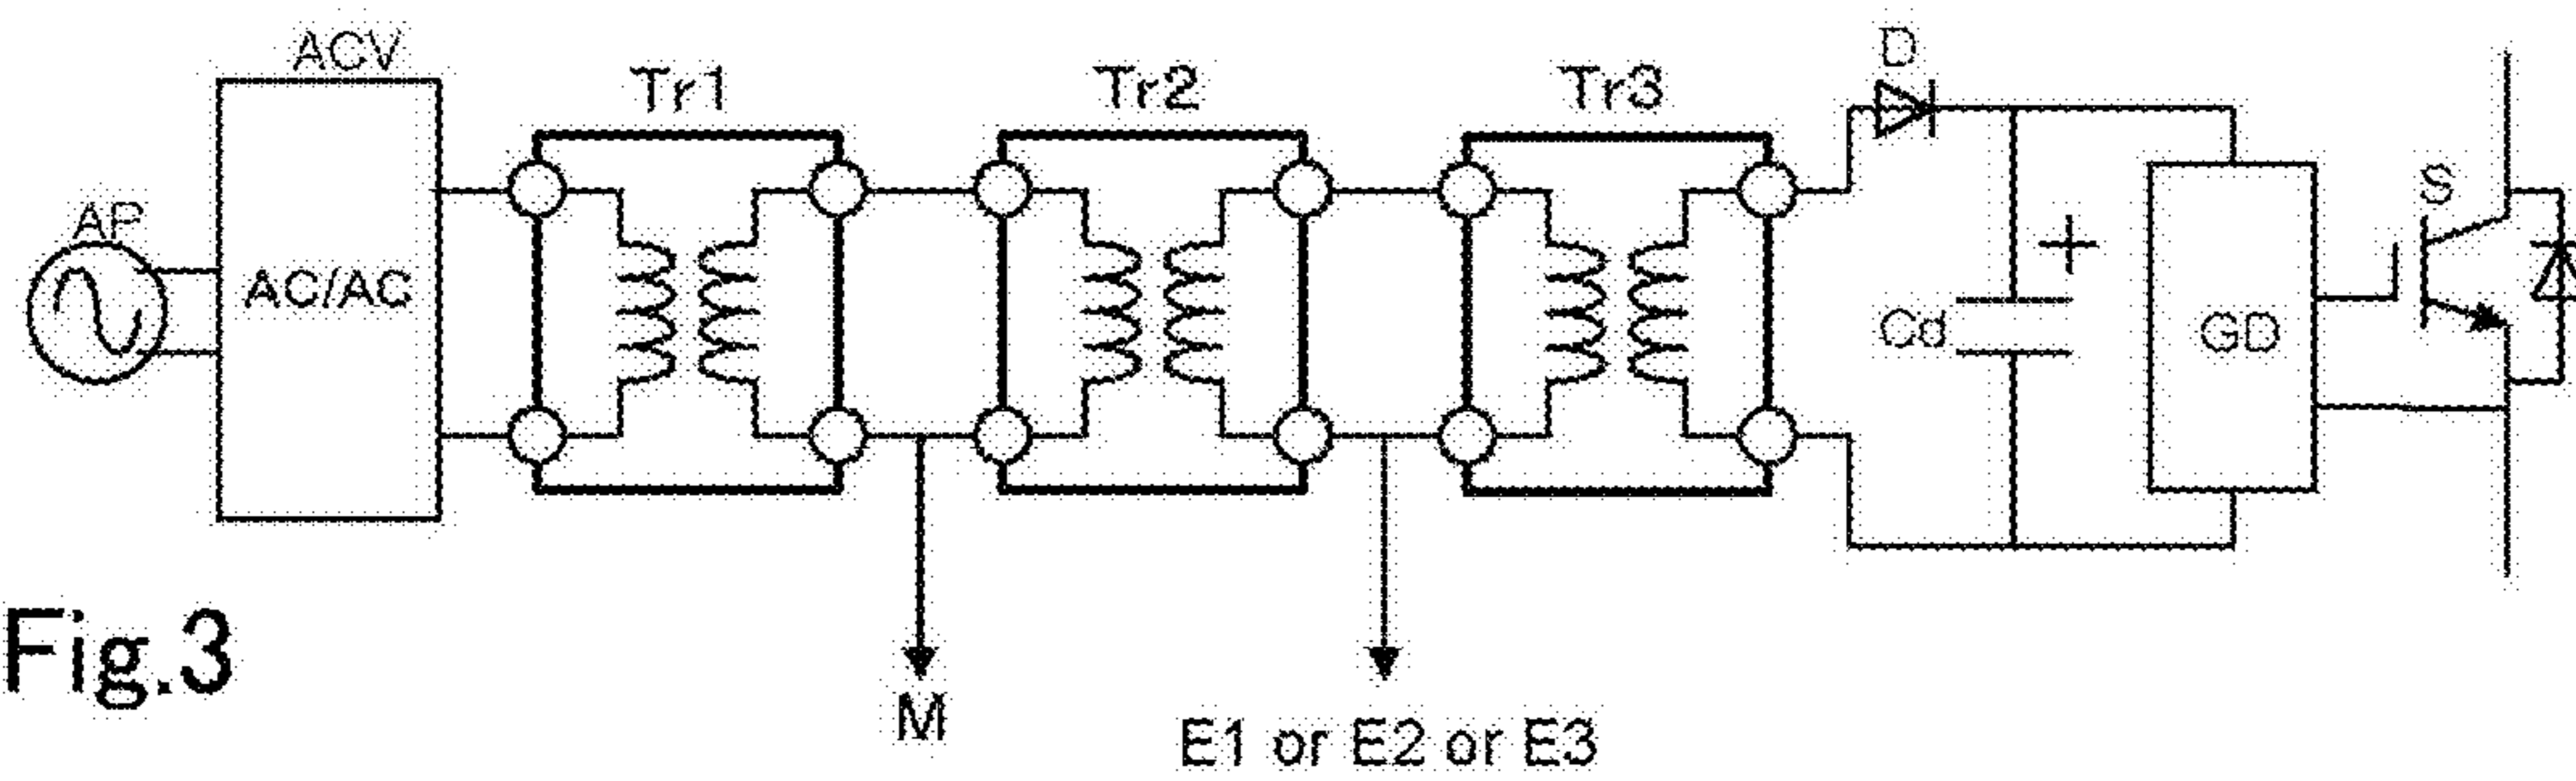 ACV
Tr1
Tr2
Tr3
D
AP
AC/AC
+
Cd
GD
S
Fig.3
M
E1 or E2 or E3